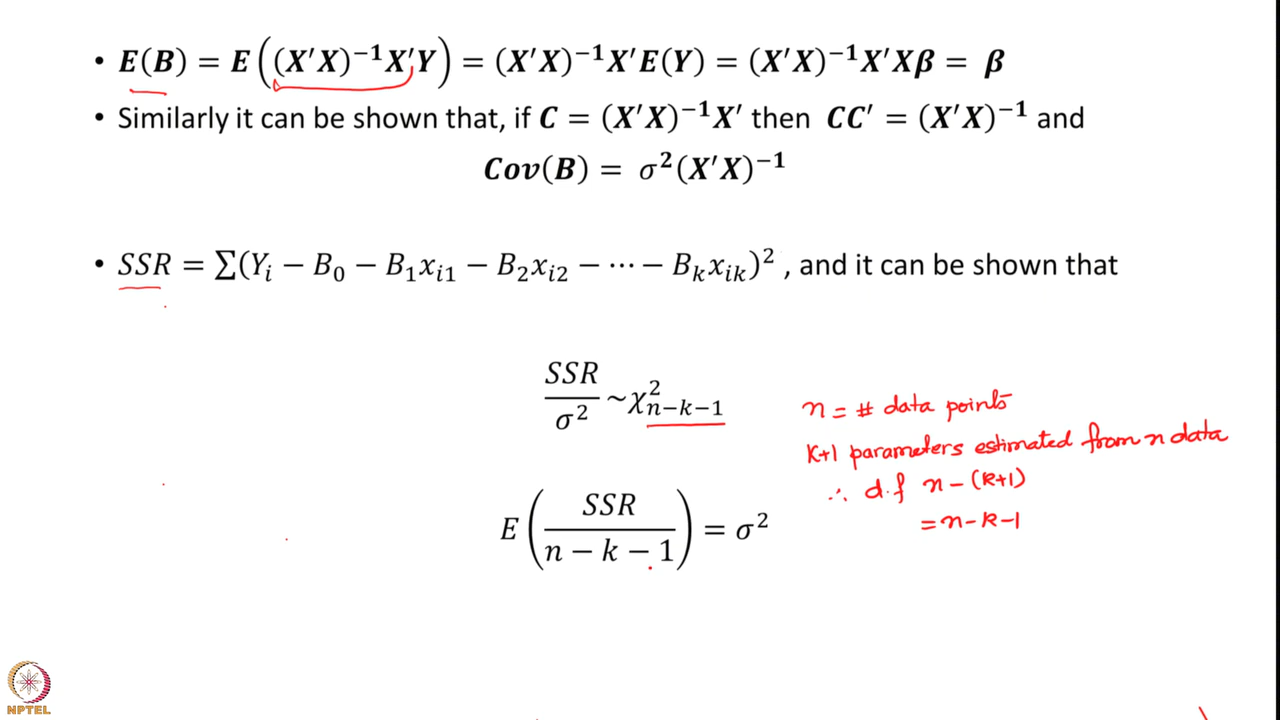 • E(B) = E((X′X)⁻¹X′Y) = (X′X)⁻¹X′E(Y) = (X′X)⁻¹X′Xβ = β
• Similarly it can be shown that, if C = (X′X)⁻¹X′ then CC′ = (X′X)⁻¹ and
Cov(B) = σ²(X′X)⁻¹
• SSR = ∑(Yᵢ − B₀ − B₁xᵢ₁ − B₂xᵢ₂ − ⋯ − Bₖxᵢₖ)² , and it can be shown that
SSR/σ² ~ χ²ₙ₋ₖ₋₁
n = # data points
k+1 parameters estimated from n data
∴ d.f n − (k+1)
= n − k − 1
E(SSR/(n − k − 1)) = σ²
NPTEL